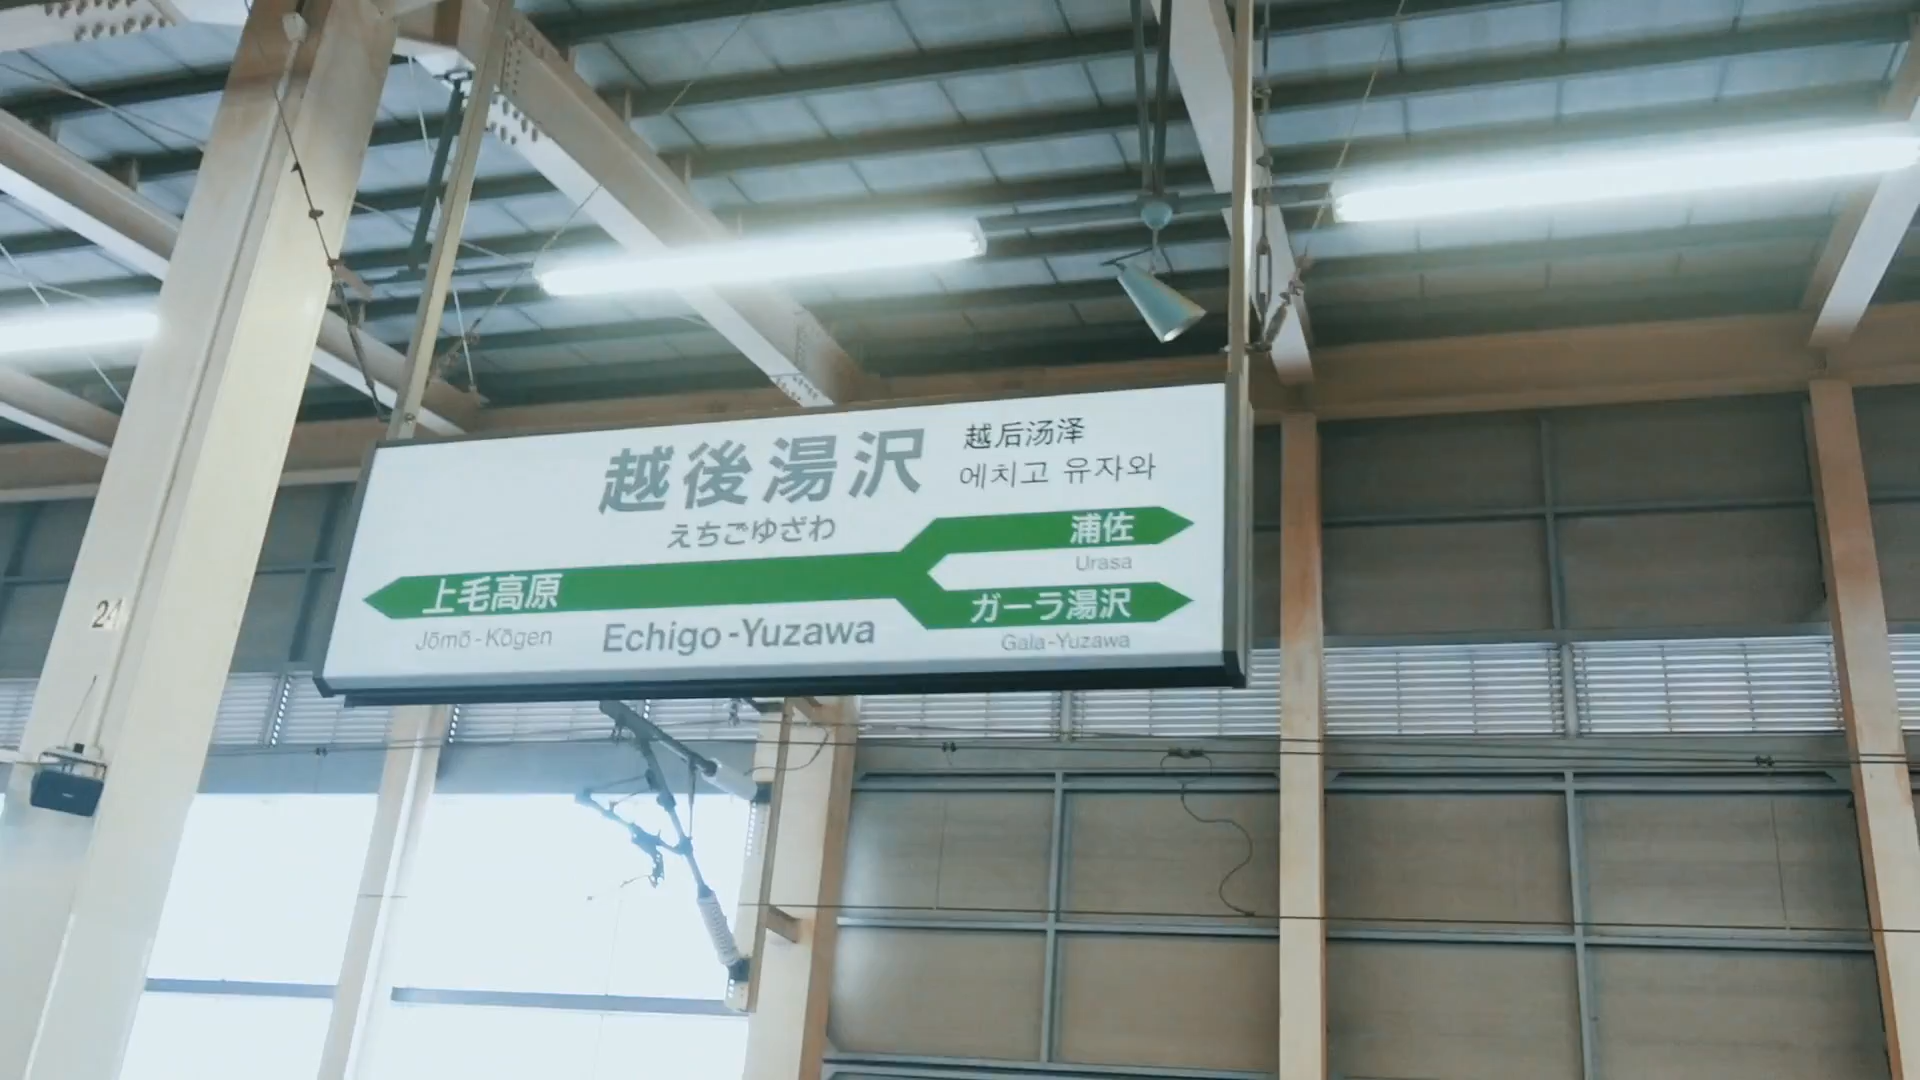 越後湯沢
越后汤泽
에치고 유자와
えちごゆざわ
浦佐
Urasa
上毛高原
ガーラ湯沢
Jōmō-Kōgen
Echigo-Yuzawa
Gala-Yuzawa
24